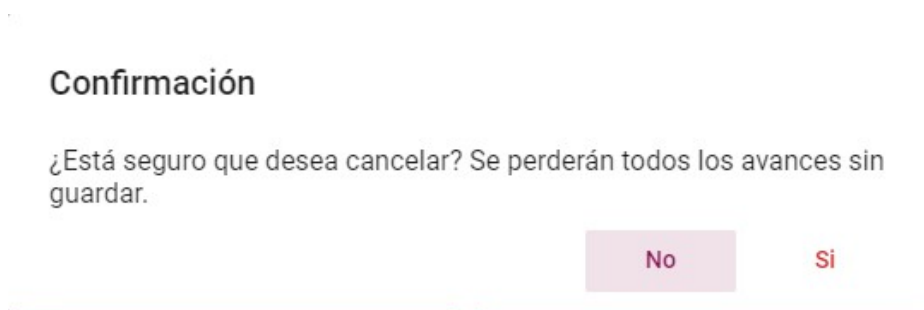 Confirmación
¿Está seguro que desea cancelar? Se perderán todos los avances sin
guardar.
No Si